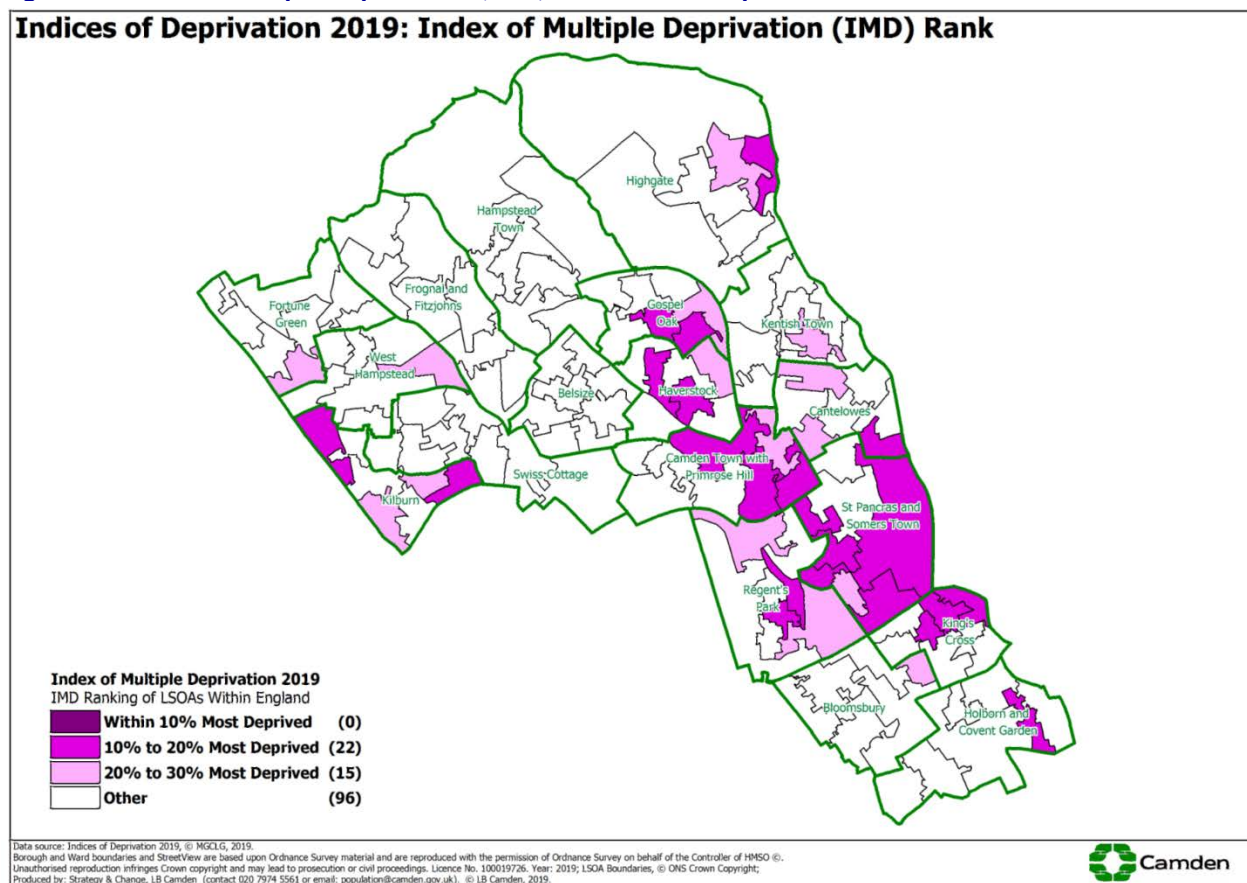 Indices of Deprivation 2019: Index of Multiple Deprivation (IMD) Rank
Highgate
Hampstead
Town
Frognal and
Fitzjohns
Fortune
Green
Gospel
Oak
Kentish Town
West
Hampstead
Belsize
Haverstock
Cantelowes
Camden Town with
Primrose Hill
Swiss Cottage
Kilburn
St Pancras and
Somers Town
Regent's
Park
King's
Cross
Bloomsbury
Holborn and
Covent Garden
Index of Multiple Deprivation 2019
IMD Ranking of LSOAs Within England
Within 10% Most Deprived (0)
10% to 20% Most Deprived (22)
20% to 30% Most Deprived (15)
Other (96)
Data source: Indices of Deprivation 2019, © MGCLG, 2019.
Borough and Ward boundaries and StreetView are based upon Ordnance Survey material and are reproduced with the permission of Ordnance Survey on behalf of the Controller of HMSO ©.
Unauthorised reproduction infringes Crown copyright and may lead to prosecution or civil proceedings. Licence No. 100019726. Year: 2019; LSOA Boundaries, © ONS Crown Copyright;
Produced by: Strategy & Change, LB Camden (contact 020 7974 5561 or email: population@camden.gov.uk). © LB Camden, 2019.
Camden